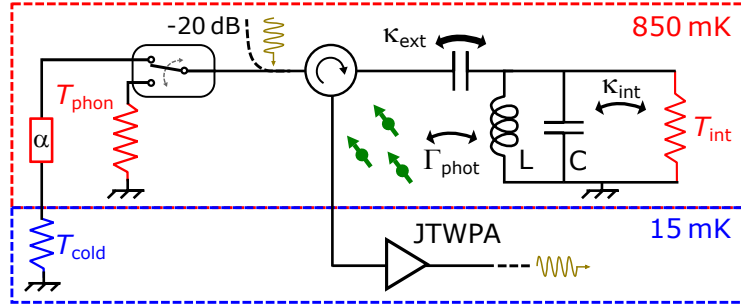 -20 dB
κext
850 mK
Tphon
κint
α
Γphot
L
C
Tint
Tcold
JTWPA
15 mK